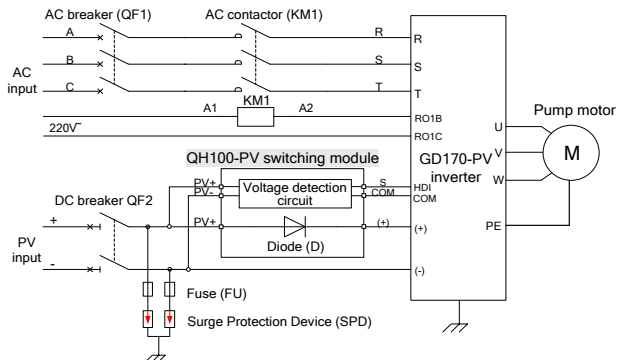 AC breaker (QF1)
AC contactor (KM1)
A
R
R
B
S
S
AC
input
C
T
T
KM1
A1
A2
RO1B
220V~
RO1C
Pump motor
U
V
W
M
GD170-PV
inverter
QH100-PV switching module
PV+
PV-
Voltage detection
circuit
S
COM
HDI
COM
DC breaker QF2
+
PV+
(+)
(+)
PE
Diode (D)
PV
input
-
(-)
Fuse (FU)
Surge Protection Device (SPD)